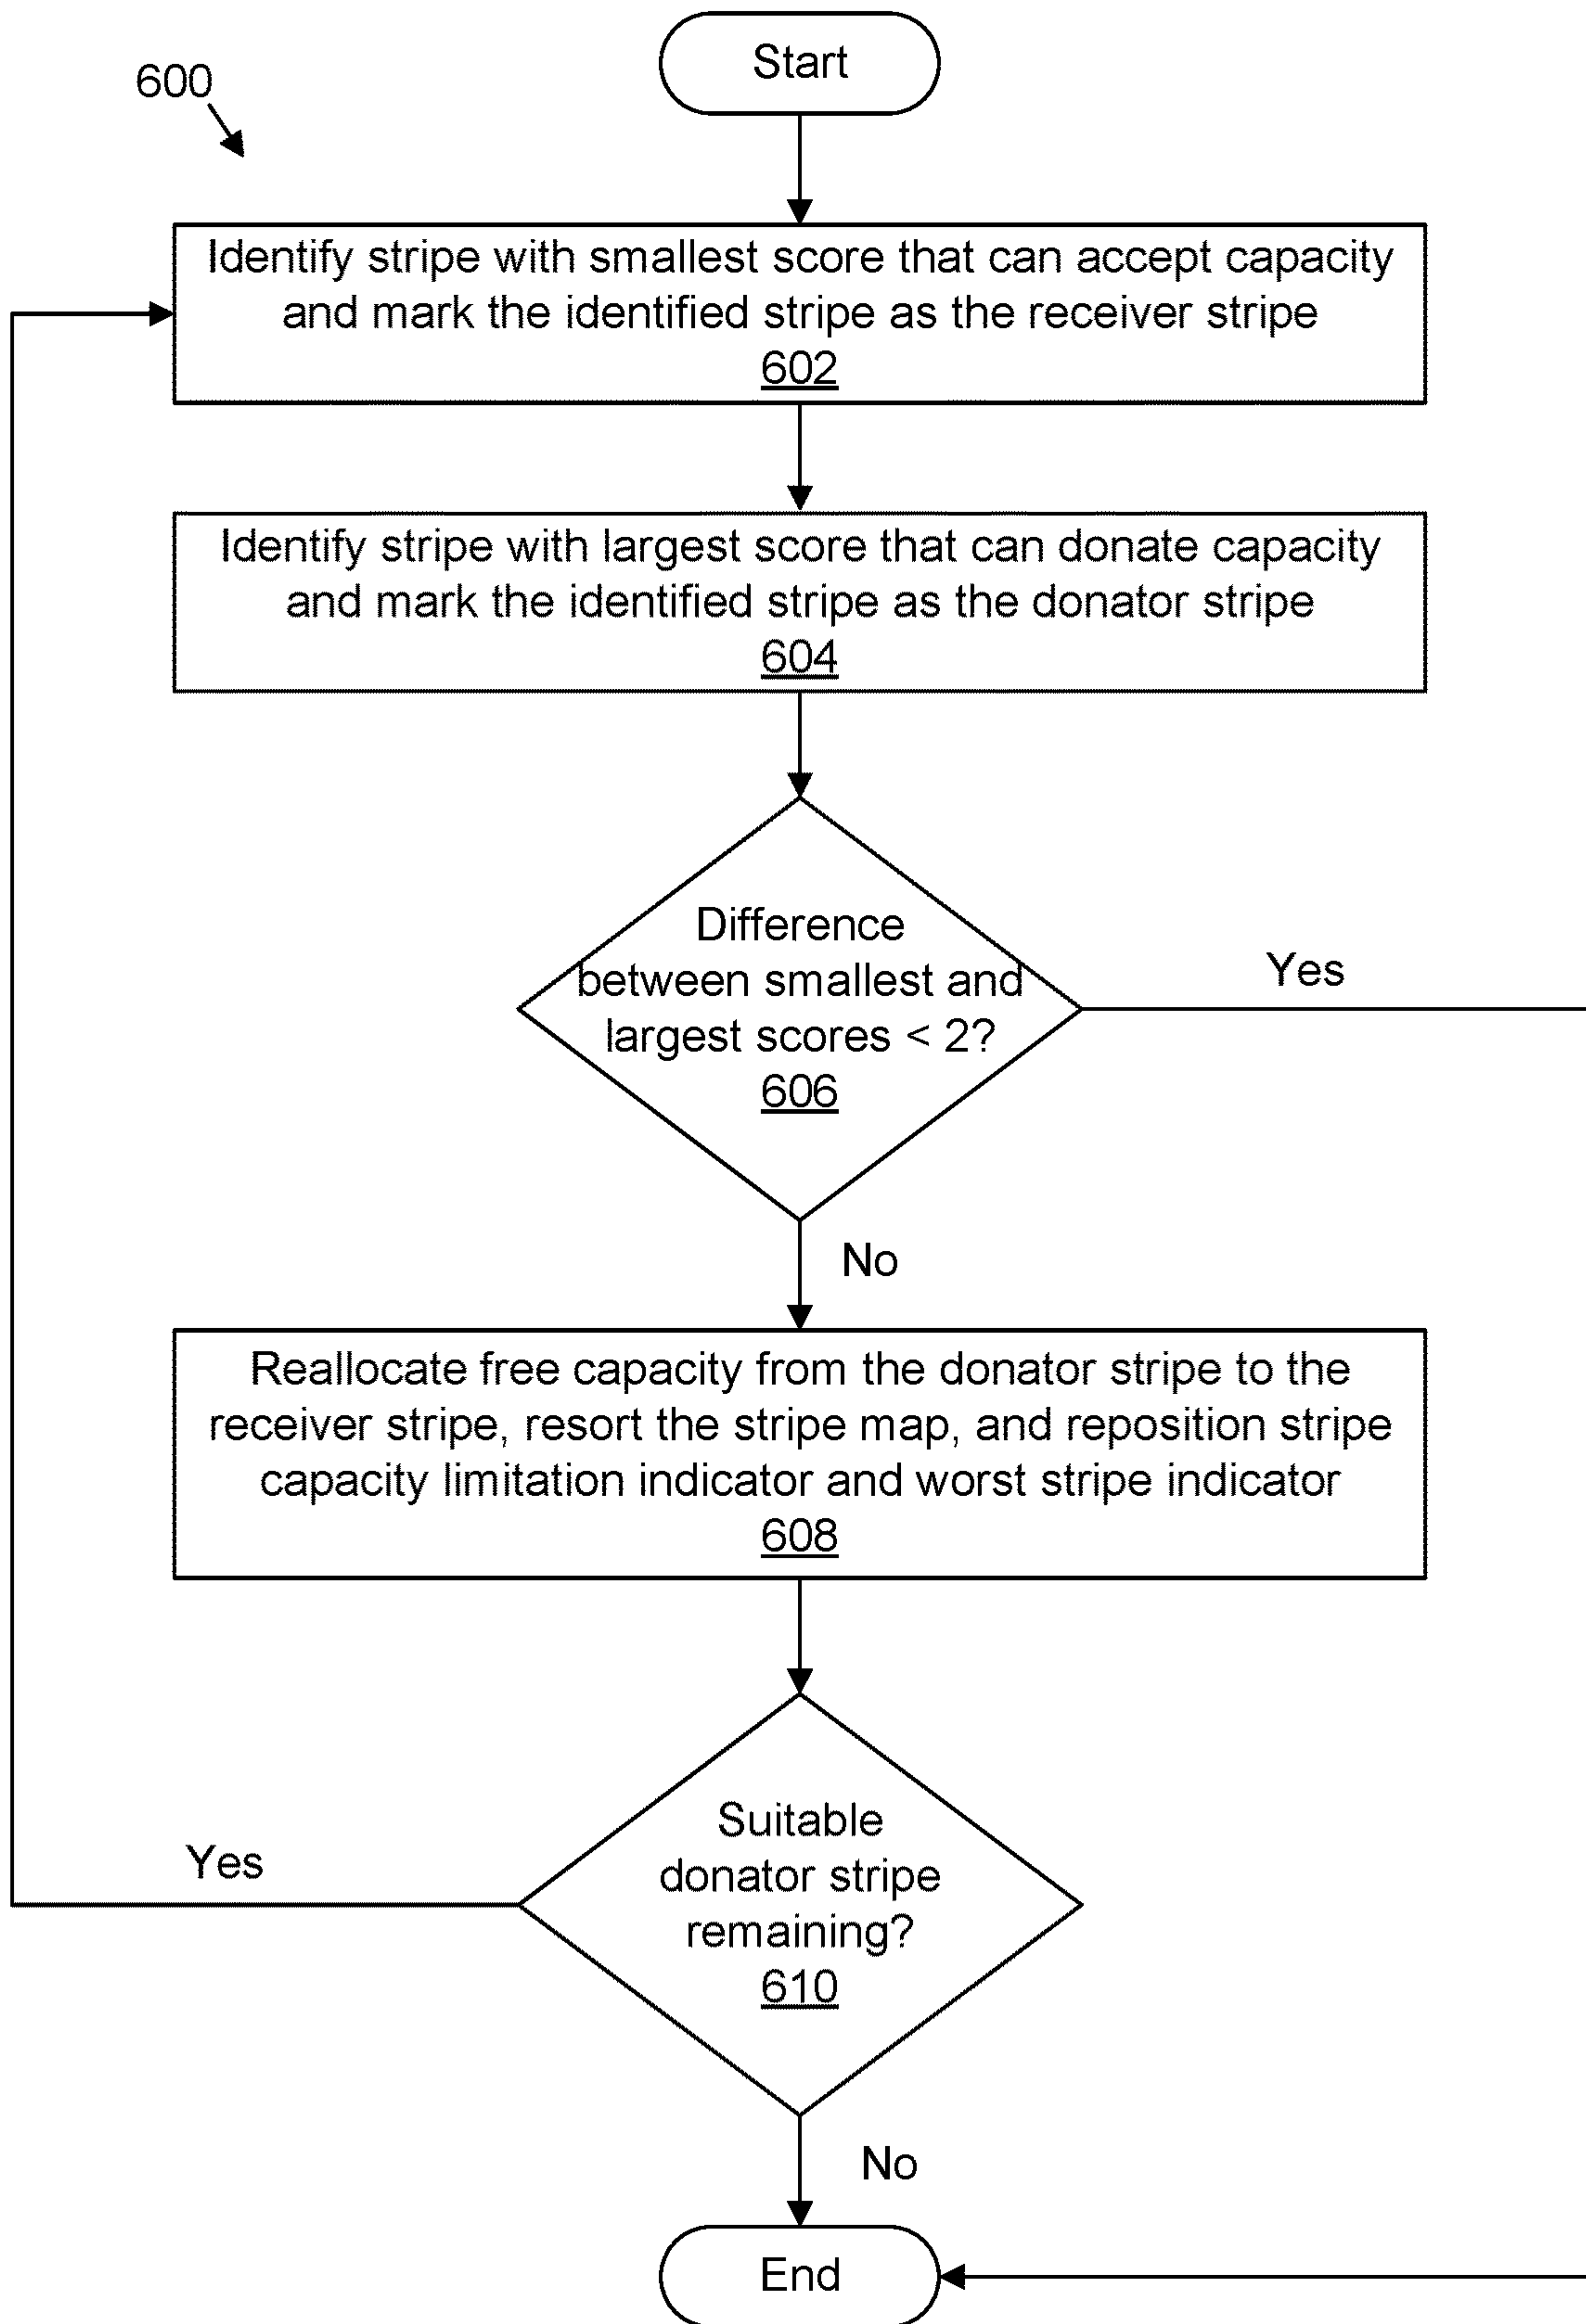 Start
600
Identify stripe with smallest score that can accept capacity
and mark the identified stripe as the receiver stripe
602
Identify stripe with largest score that can donate capacity
and mark the identified stripe as the donator stripe
604
Difference
between smallest and
largest scores < 2?
606
Yes
No
Reallocate free capacity from the donator stripe to the
receiver stripe, resort the stripe map, and reposition stripe
capacity limitation indicator and worst stripe indicator
608
Suitable
donator stripe
remaining?
610
Yes
No
End